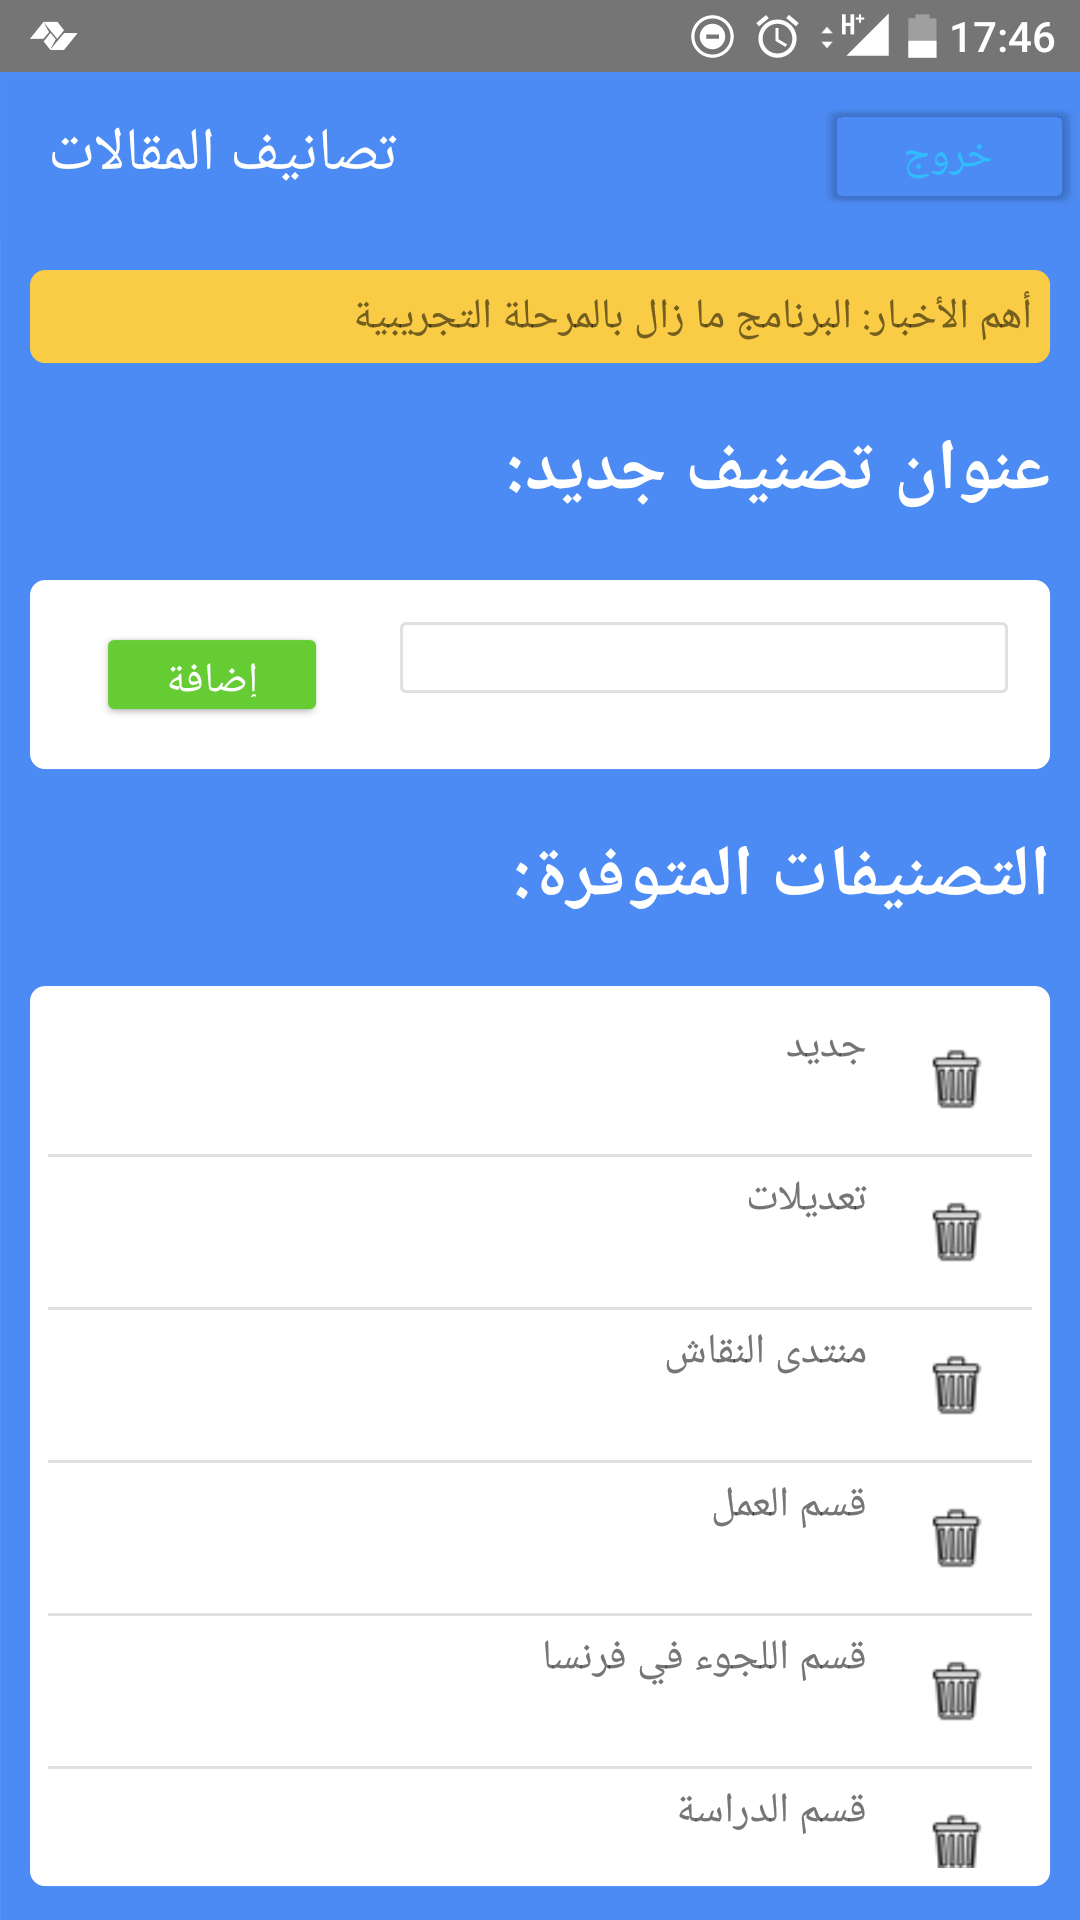 H+ 17:46
تصانيف المقالات
خروج
أهم الأخبار: البرنامج ما زال بالمرحلة التجريبية
عنوان تصنيف جديد:
إضافة
التصنيفات المتوفرة:
جديد
تعديلات
منتدى النقاش
قسم العمل
قسم اللجوء في فرنسا
قسم الدراسة